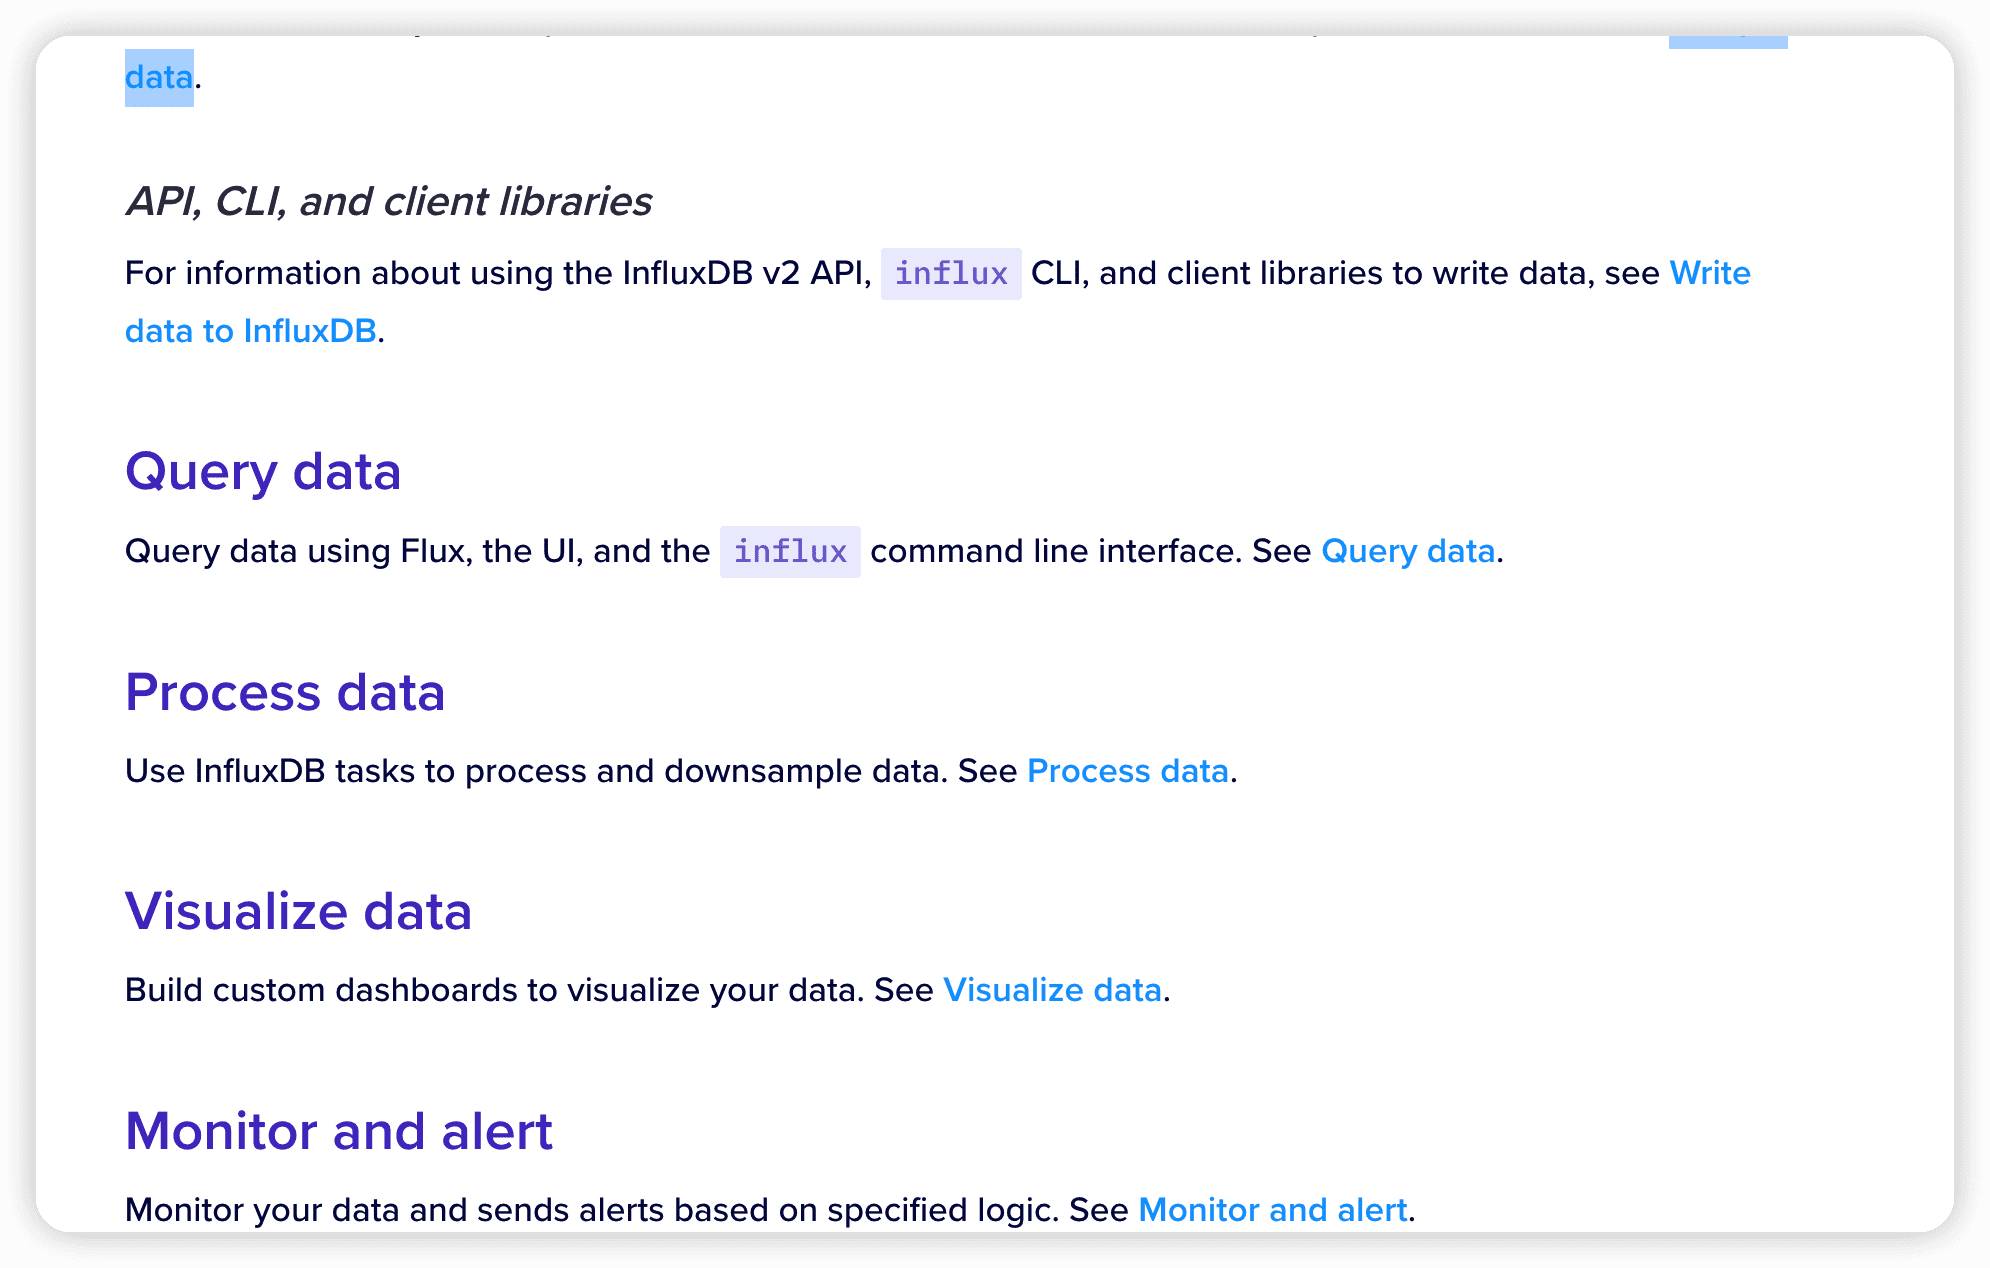 data.
API, CLI, and client libraries
For information about using the InfluxDB v2 API, influx CLI, and client libraries to write data, see Write
data to InfluxDB.
Query data
Query data using Flux, the UI, and the influx command line interface. See Query data.
Process data
Use InfluxDB tasks to process and downsample data. See Process data.
Visualize data
Build custom dashboards to visualize your data. See Visualize data.
Monitor and alert
Monitor your data and sends alerts based on specified logic. See Monitor and alert.